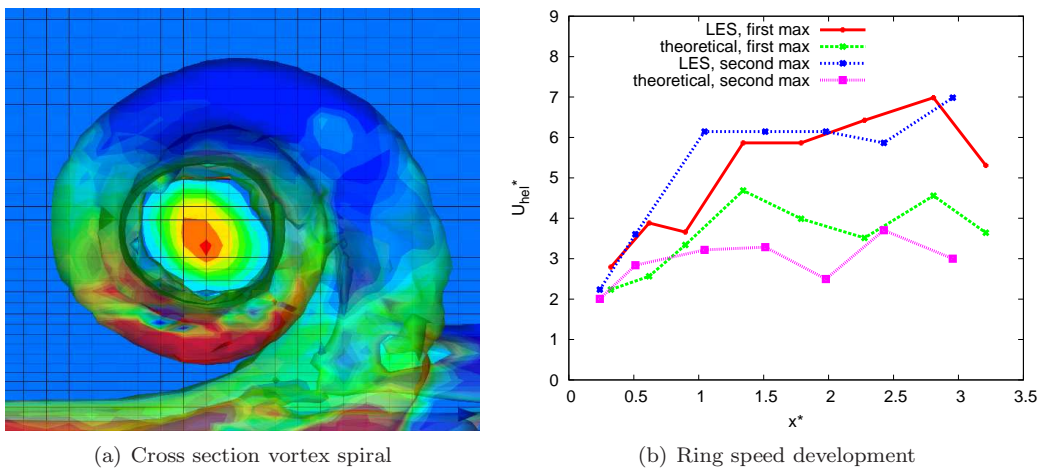 LES, first max
theoretical, first max
LES, second max
theoretical, second max
9
8
7
6
5
4
3
2
1
0
U_hel*
0 0.5 1 1.5 2 2.5 3 3.5
x*
(a) Cross section vortex spiral
(b) Ring speed development